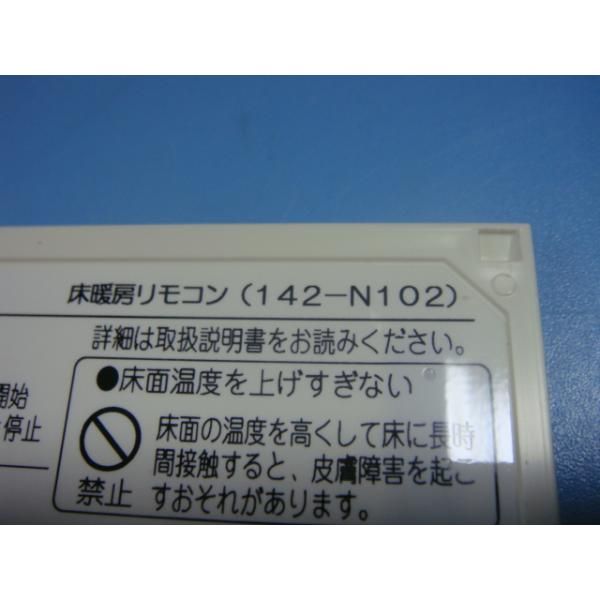 床暖房リモコン（142−N102）
詳細は取扱説明書をお読みください。
●床面温度を上げすぎない
開始
停止
床面の温度を高くして床に長時
間接触すると、皮膚障害を起こ
すおそれがあります。
禁止